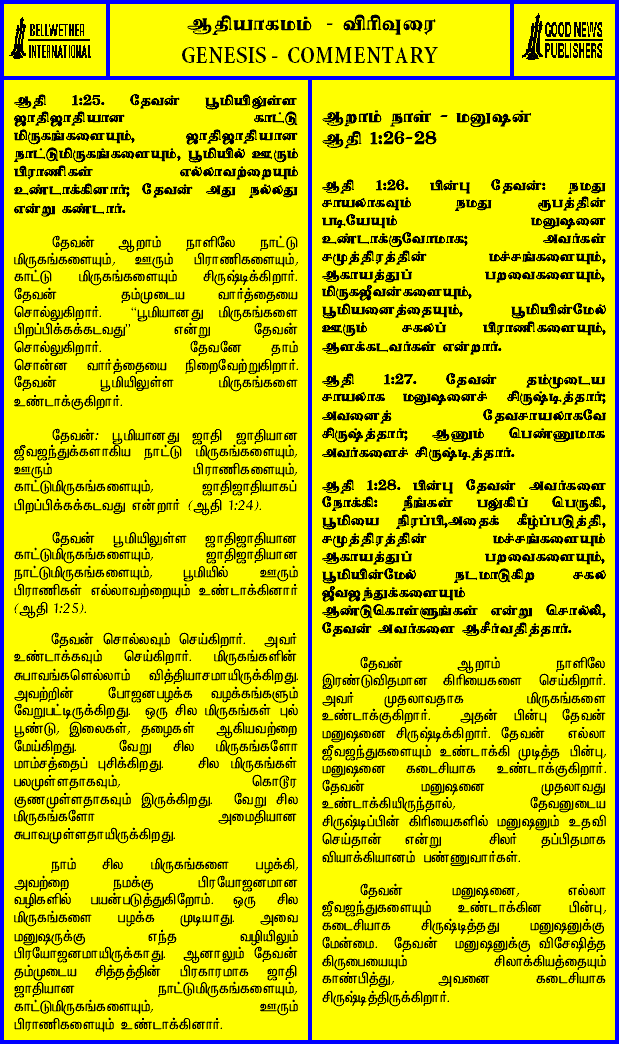 BELLWETHER
INTERNATIONAL
ஆதியாகமம் - விரிவுரை
GENESIS - COMMENTARY
GOOD NEWS
PUBLISHERS
ஆதி 1:25. தேவன் பூமியிலுள்ள
ஜாதிஜாதியான காட்டு
மிருகங்களையும், ஜாதிஜாதியான
நாட்டுமிருகங்களையும், பூமியில் ஊரும்
பிராணிகள் எல்லாவற்றையும்
உண்டாக்கினார்; தேவன் அது நல்லது
என்று கண்டார்.
தேவன் ஆறாம் நாளிலே நாட்டு
மிருகங்களையும், ஊரும் பிராணிகளையும்,
காட்டு மிருகங்களையும் சிருஷ்டிக்கிறார்.
தேவன் தம்முடைய வார்த்தையை
சொல்லுகிறார். “பூமியானது மிருகங்களை
பிறப்பிக்கக்கடவது” என்று தேவன்
சொல்லுகிறார். தேவனே தாம்
சொன்ன வார்த்தையை நிறைவேற்றுகிறார்.
தேவன் பூமியிலுள்ள மிருகங்களை
உண்டாக்குகிறார்.
தேவன்: பூமியானது ஜாதி ஜாதியான
ஜீவஜந்துக்களாகிய நாட்டு மிருகங்களையும்,
ஊரும் பிராணிகளையும்,
காட்டுமிருகங்களையும், ஜாதிஜாதியாகப்
பிறப்பிக்கக்கடவது என்றார் (ஆதி 1:24).
தேவன் பூமியிலுள்ள ஜாதிஜாதியான
காட்டுமிருகங்களையும், ஜாதிஜாதியான
நாட்டுமிருகங்களையும், பூமியில் ஊரும்
பிராணிகள் எல்லாவற்றையும் உண்டாக்கினார்
(ஆதி 1:25).
தேவன் சொல்லவும் செய்கிறார். அவர்
உண்டாக்கவும் செய்கிறார். மிருகங்களின்
சுபாவங்களெல்லாம் வித்தியாசமாயிருக்கிறது.
அவற்றின் போஜனபழக்க வழக்கங்களும்
வேறுபட்டிருக்கிறது. ஒரு சில மிருகங்கள் புல்
பூண்டு, இலைகள், தழைகள் ஆகியவற்றை
மேய்கிறது. வேறு சில மிருகங்களோ
மாம்சத்தைப் புசிக்கிறது. சில மிருகங்கள்
பலமுள்ளதாகவும், கொடூர
குணமுள்ளதாகவும் இருக்கிறது. வேறு சில
மிருகங்களோ அமைதியான
சுபாவமுள்ளதாயிருக்கிறது.
நாம் சில மிருகங்களை பழக்கி,
அவற்றை நமக்கு பிரயோஜனமான
வழிகளில் பயன்படுத்துகிறோம். ஒரு சில
மிருகங்களை பழக்க முடியாது. அவை
மனுஷருக்கு எந்த வழியிலும்
பிரயோஜனமாயிருக்காது. ஆனாலும் தேவன்
தம்முடைய சித்தத்தின் பிரகாரமாக ஜாதி
ஜாதியான நாட்டுமிருகங்களையும்,
காட்டுமிருகங்களையும், ஊரும்
பிராணிகளையும் உண்டாக்கினார்.
ஆறாம் நாள் - மனுஷன்
ஆதி 1:26-28
ஆதி 1:26. பின்பு தேவன்: நமது
சாயலாகவும் நமது ரூபத்தின்
படியேயும் மனுஷனை
உண்டாக்குவோமாக; அவர்கள்
சமுத்திரத்தின் மச்சங்களையும்,
ஆகாயத்துப் பறவைகளையும்,
மிருகஜீவன்களையும்,
பூமியனைத்தையும், பூமியின்மேல்
ஊரும் சகலப் பிராணிகளையும்,
ஆளக்கடவர்கள் என்றார்.
ஆதி 1:27. தேவன் தம்முடைய
சாயலாக மனுஷனைச் சிருஷ்டித்தார்;
அவனைத் தேவசாயலாகவே
சிருஷ்த்தார்; ஆணும் பெண்ணுமாக
அவர்களைச் சிருஷ்டித்தார்.
ஆதி 1:28. பின்பு தேவன் அவர்களை
நோக்கி: நீங்கள் பலுகிப் பெருகி,
பூமியை நிரப்பி,அதைக் கீழ்ப்படுத்தி,
சமுத்திரத்தின் மச்சங்களையும்
ஆகாயத்துப் பறவைகளையும்,
பூமியின்மேல் நடமாடுகிற சகல
ஜீவஜந்துக்களையும்
ஆண்டுகொள்ளுங்கள் என்று சொல்லி,
தேவன் அவர்களை ஆசீர்வதித்தார்.
தேவன் ஆறாம் நாளிலே
இரண்டுவிதமான கிரியைகளை செய்கிறார்.
அவர் முதலாவதாக மிருகங்களை
உண்டாக்குகிறார். அதன் பின்பு தேவன்
மனுஷனை சிருஷ்டிக்கிறார். தேவன் எல்லா
ஜீவஜந்துகளையும் உண்டாக்கி முடித்த பின்பு,
மனுஷனை கடைசியாக உண்டாக்குகிறார்.
தேவன் மனுஷனை முதலாவது
உண்டாக்கியிருந்தால், தேவனுடைய
சிருஷ்டிப்பின் கிரியைகளில் மனுஷனும் உதவி
செய்தான் என்று சிலர் தப்பிதமாக
வியாக்கியானம் பண்ணுவார்கள்.
தேவன் மனுஷனை, எல்லா
ஜீவஜந்துகளையும் உண்டாக்கின பின்பு,
கடைசியாக சிருஷ்டித்தது மனுஷனுக்கு
மேன்மை. தேவன் மனுஷனுக்கு விசேஷித்த
கிருபையையும் சிலாக்கியத்தையும்
காண்பித்து, அவனை கடைசியாக
சிருஷ்டித்திருக்கிறார்.